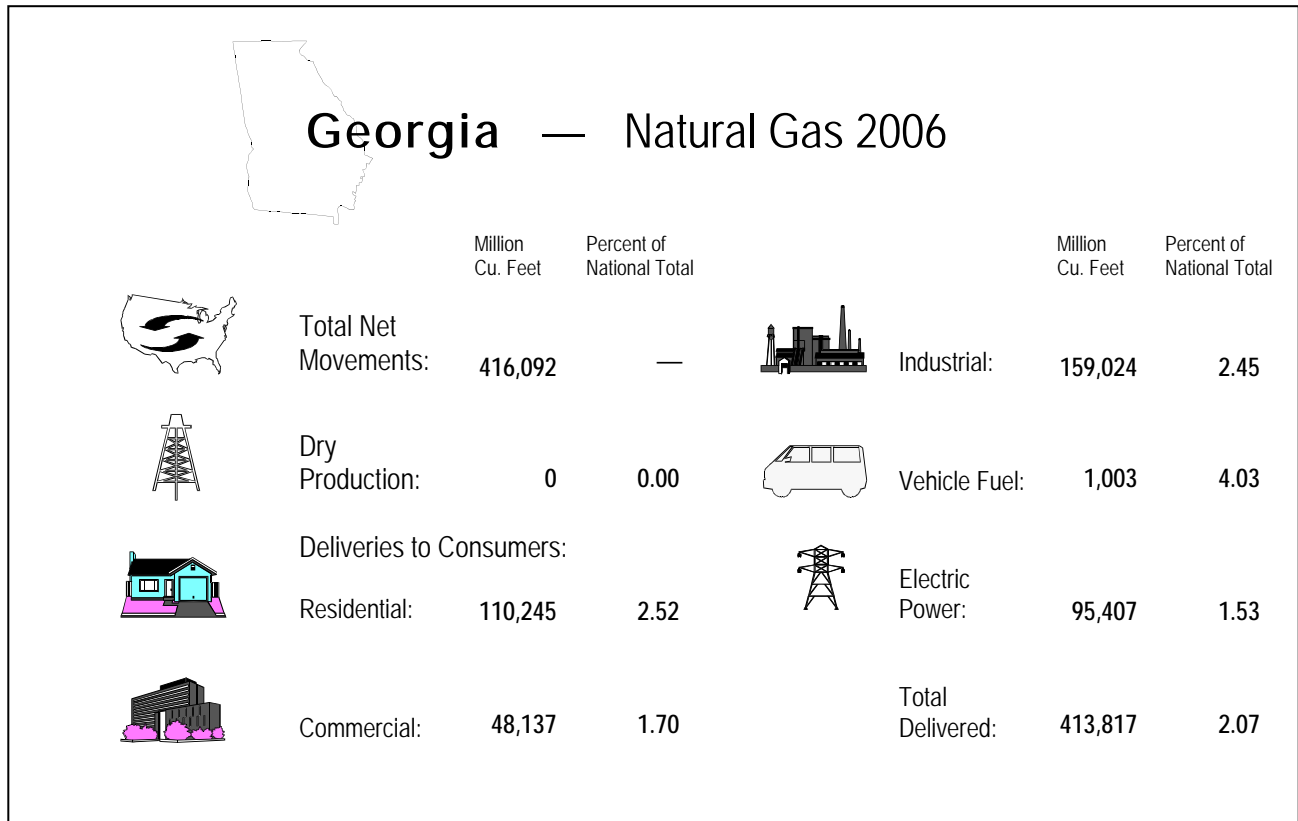 Georgia — Natural Gas 2006
Million
Cu. Feet
Percent of
National Total
Total Net
Movements: 416,092 —
Dry
Production: 0 0.00
Deliveries to Consumers:
Residential: 110,245 2.52
Commercial: 48,137 1.70
Million
Cu. Feet
Percent of
National Total
Industrial: 159,024 2.45
Vehicle Fuel: 1,003 4.03
Electric
Power: 95,407 1.53
Total
Delivered: 413,817 2.07